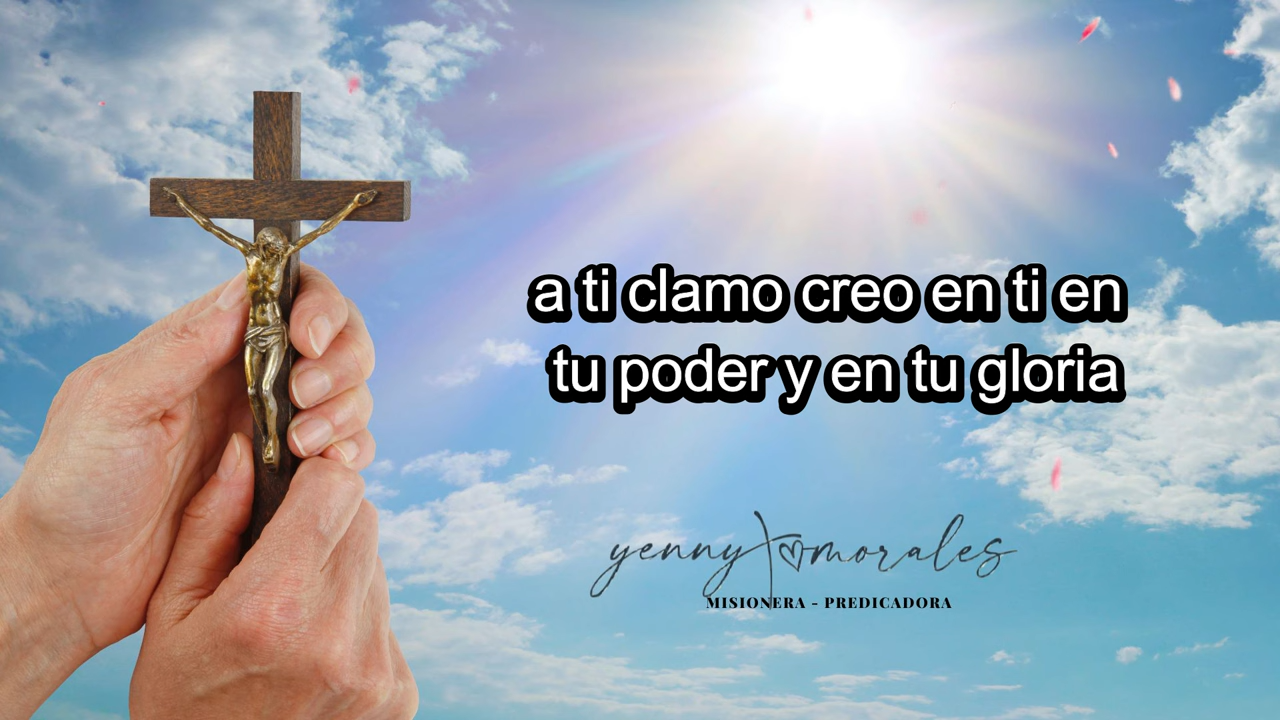 a ti clamo creo en ti en
tu poder y en tu gloria
yenny morales
MISIONERA - PREDICADORA